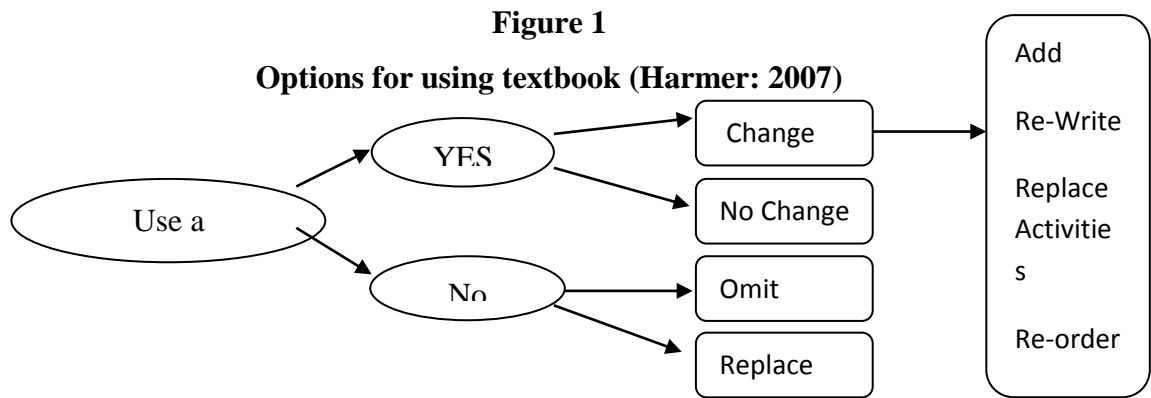 Figure 1
Options for using textbook (Harmer: 2007)
Use a
YES
No
Change
No Change
Omit
Replace
Add
Re-Write
Replace
Activitie
s
Re-order